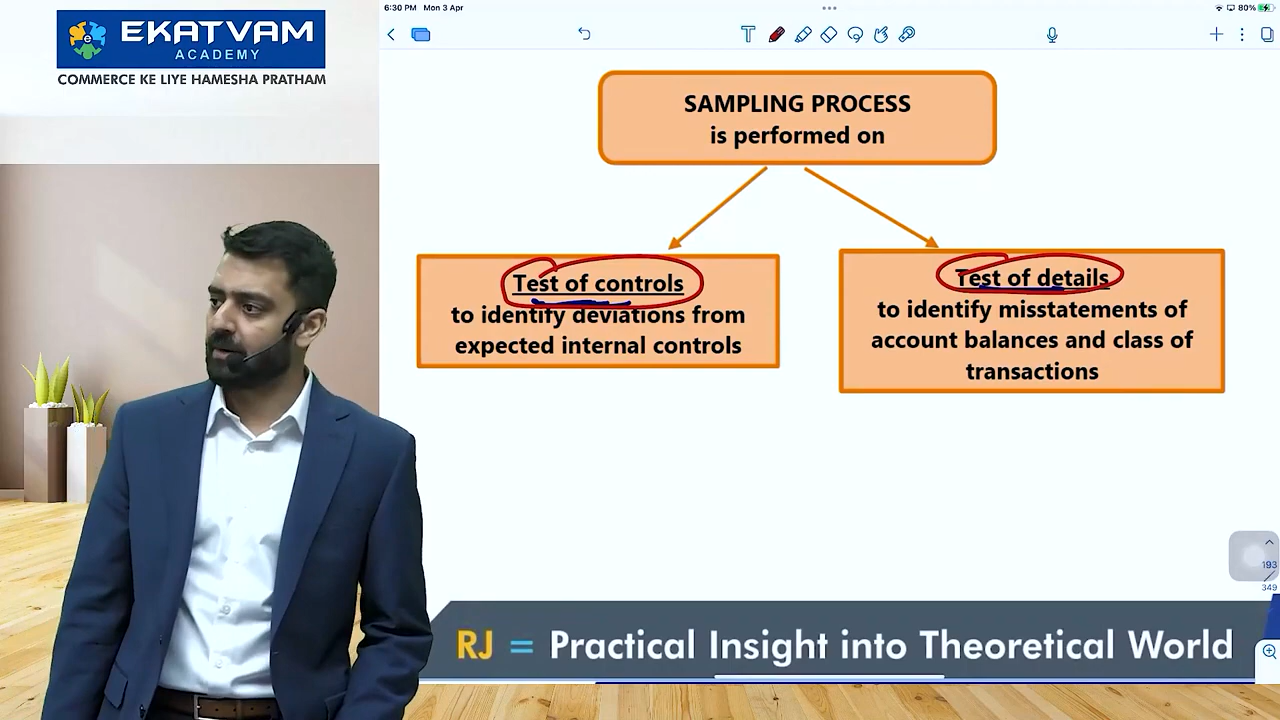 EKATVAM
ACADEMY
COMMERCE KE LIYE HAMESHA PRATHAM
6:30 PM Mon 3 Apr
80%
SAMPLING PROCESS
is performed on
Test of controls
to identify deviations from
expected internal controls
Test of details
to identify misstatements of
account balances and class of
transactions
193
349
RJ = Practical Insight into Theoretical World